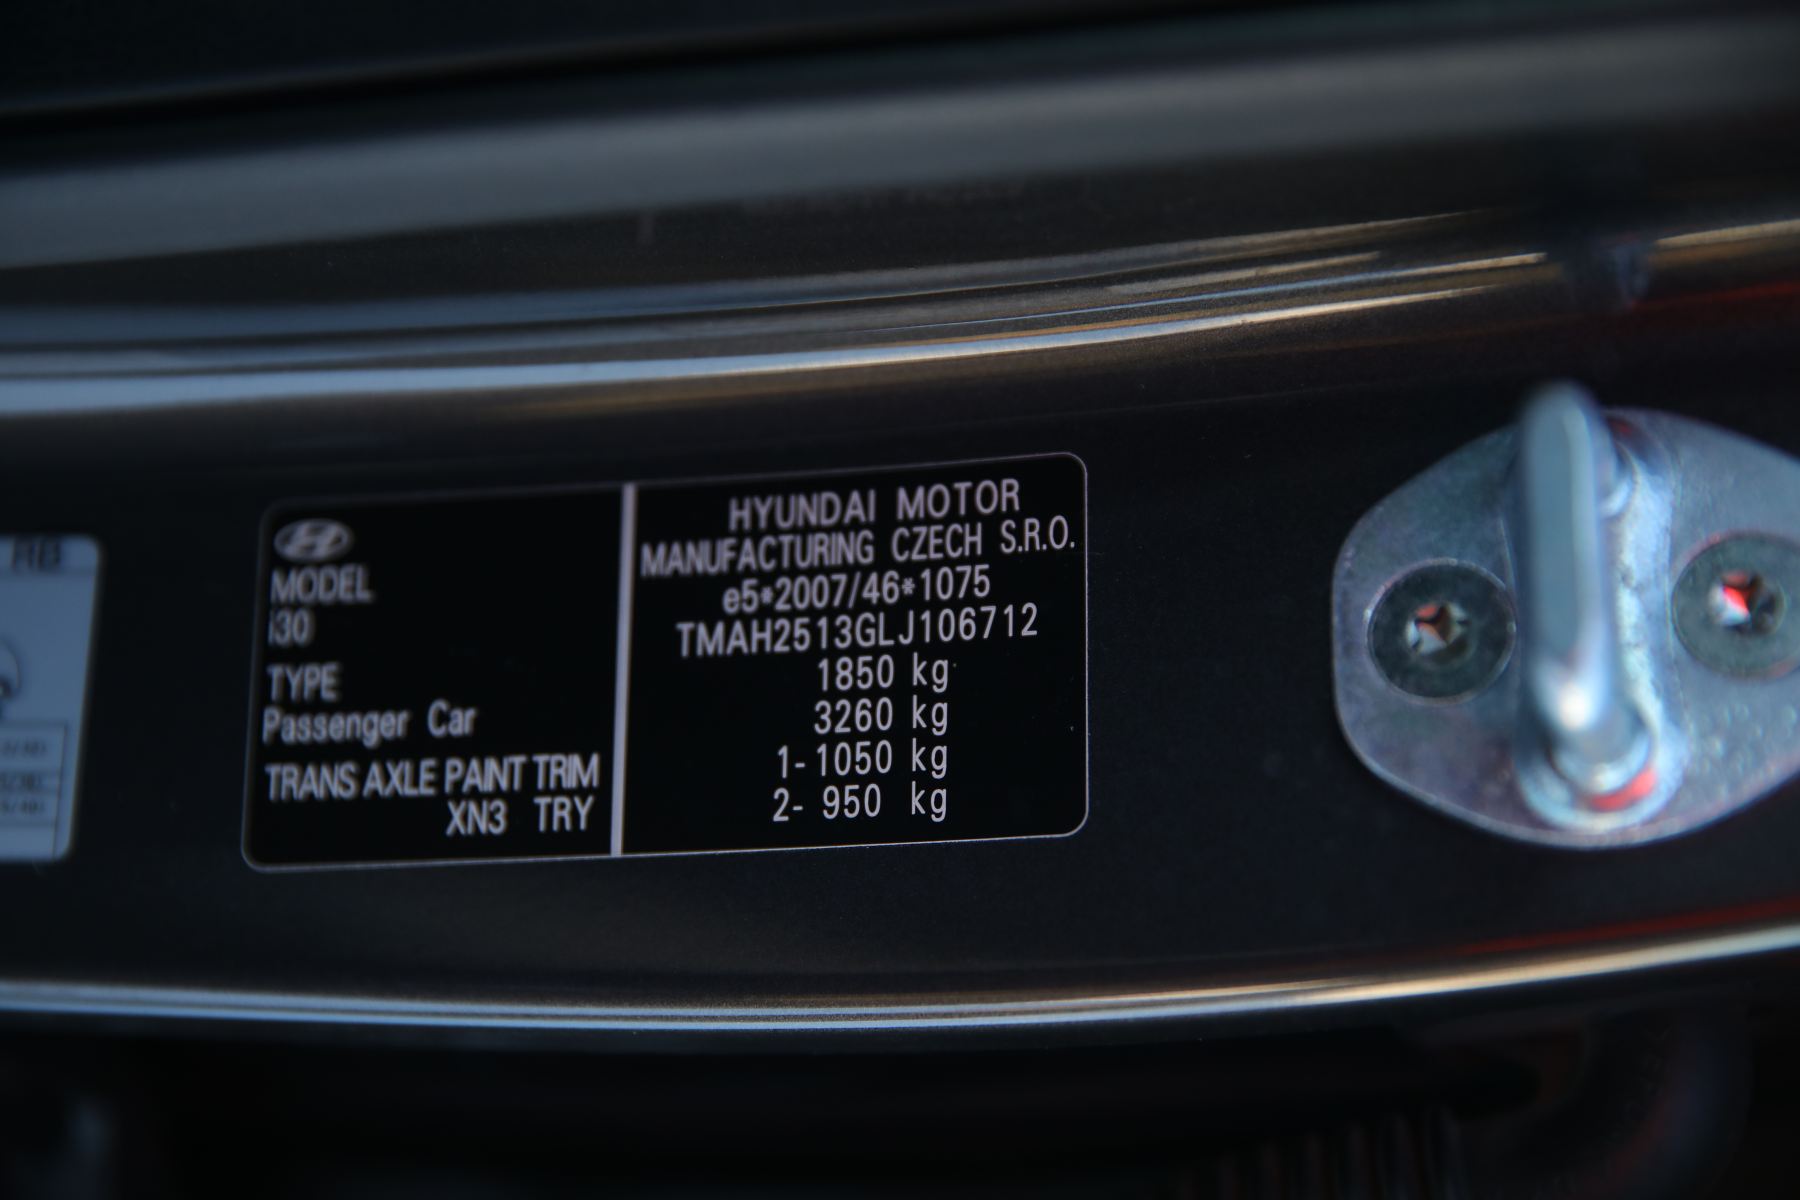 RB
MODEL
i30
TYPE
Passenger Car
TRANS AXLE PAINT TRIM
XN3 TRY
HYUNDAI MOTOR
MANUFACTURING CZECH S.R.O.
e5*2007/46*1075
TMAH2513GLJ106712
1850 kg
3260 kg
1- 1050 kg
2- 950 kg